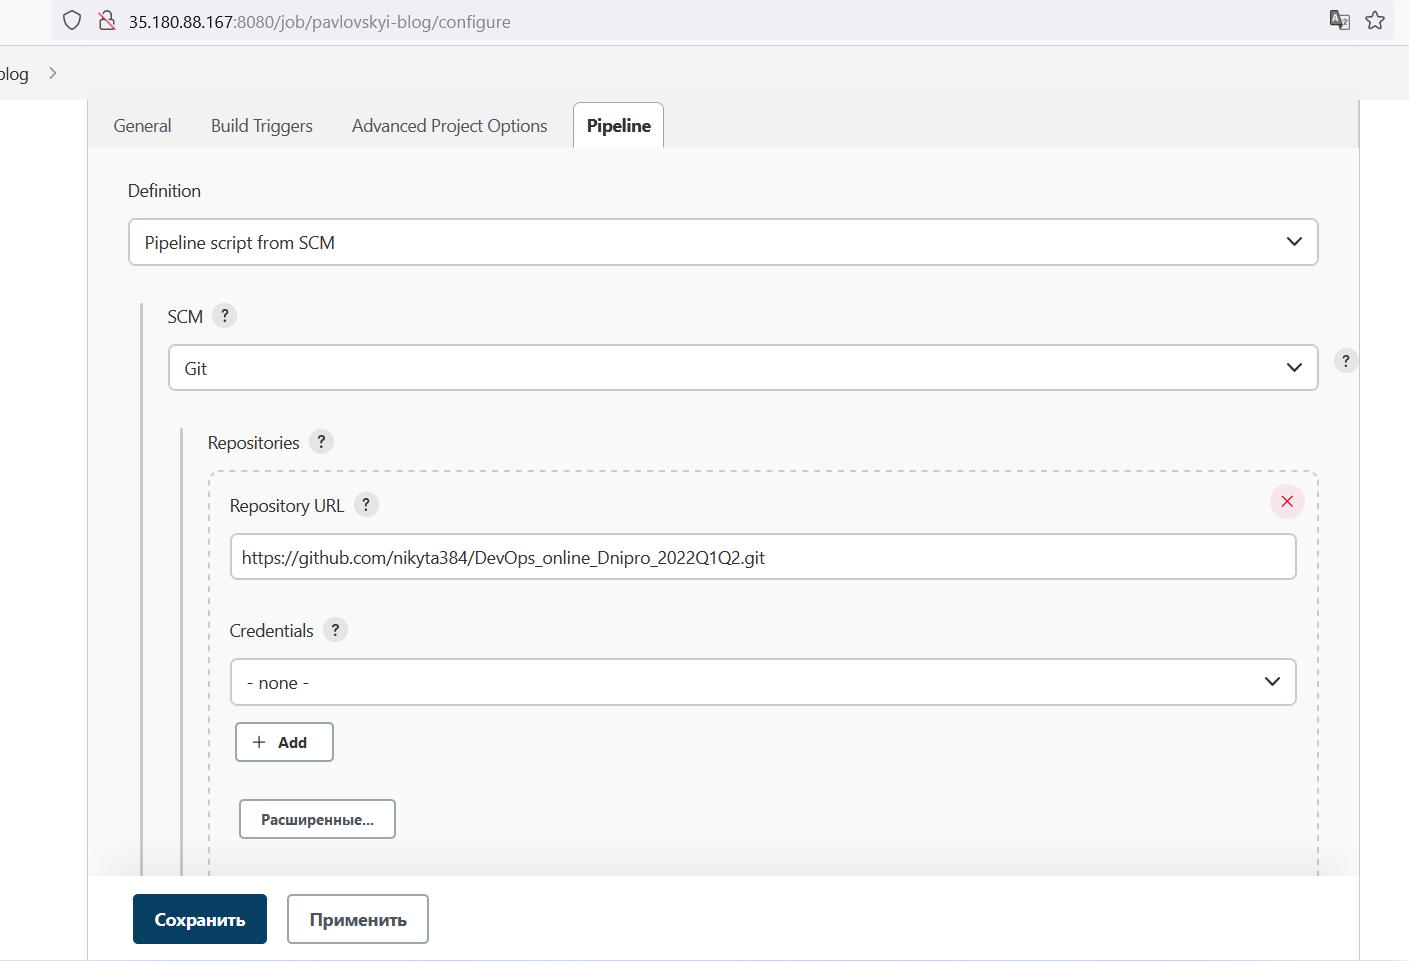 35.180.88.167:8080/job/pavlovskyi-blog/configure
blog
General Build Triggers Advanced Project Options Pipeline
Definition
Pipeline script from SCM
SCM ?
Git
?
Repositories ?
Repository URL ?
https://github.com/nikyta384/DevOps_online_Dnipro_2022Q1Q2.git
Credentials ?
- none -
+ Add
Расширенные...
Сохранить Применить